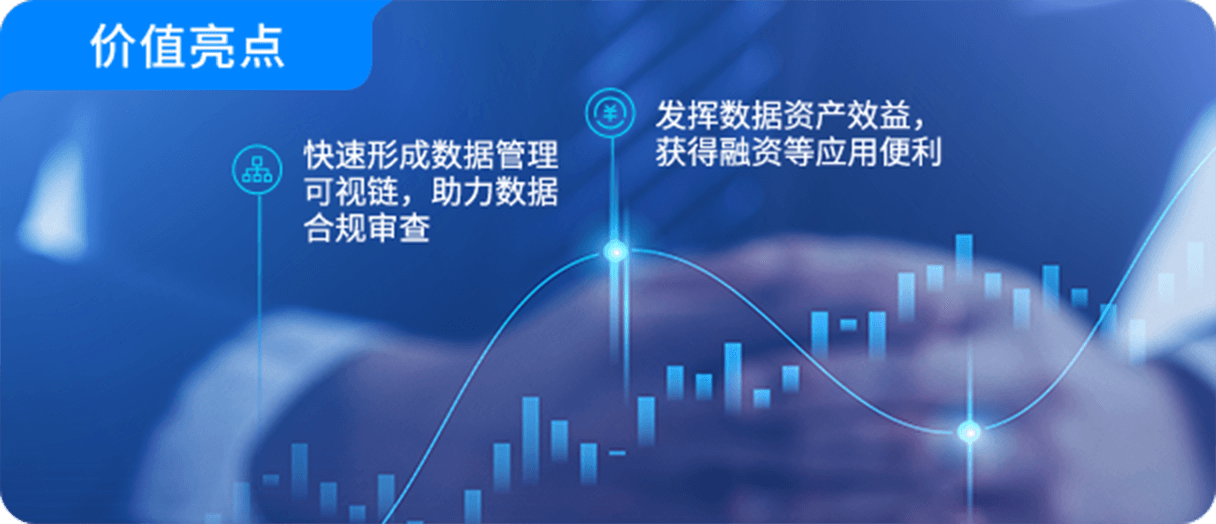 价值亮点
快速形成数据管理
可视链，助力数据
合规审查
¥
发挥数据资产效益，
获得融资等应用便利